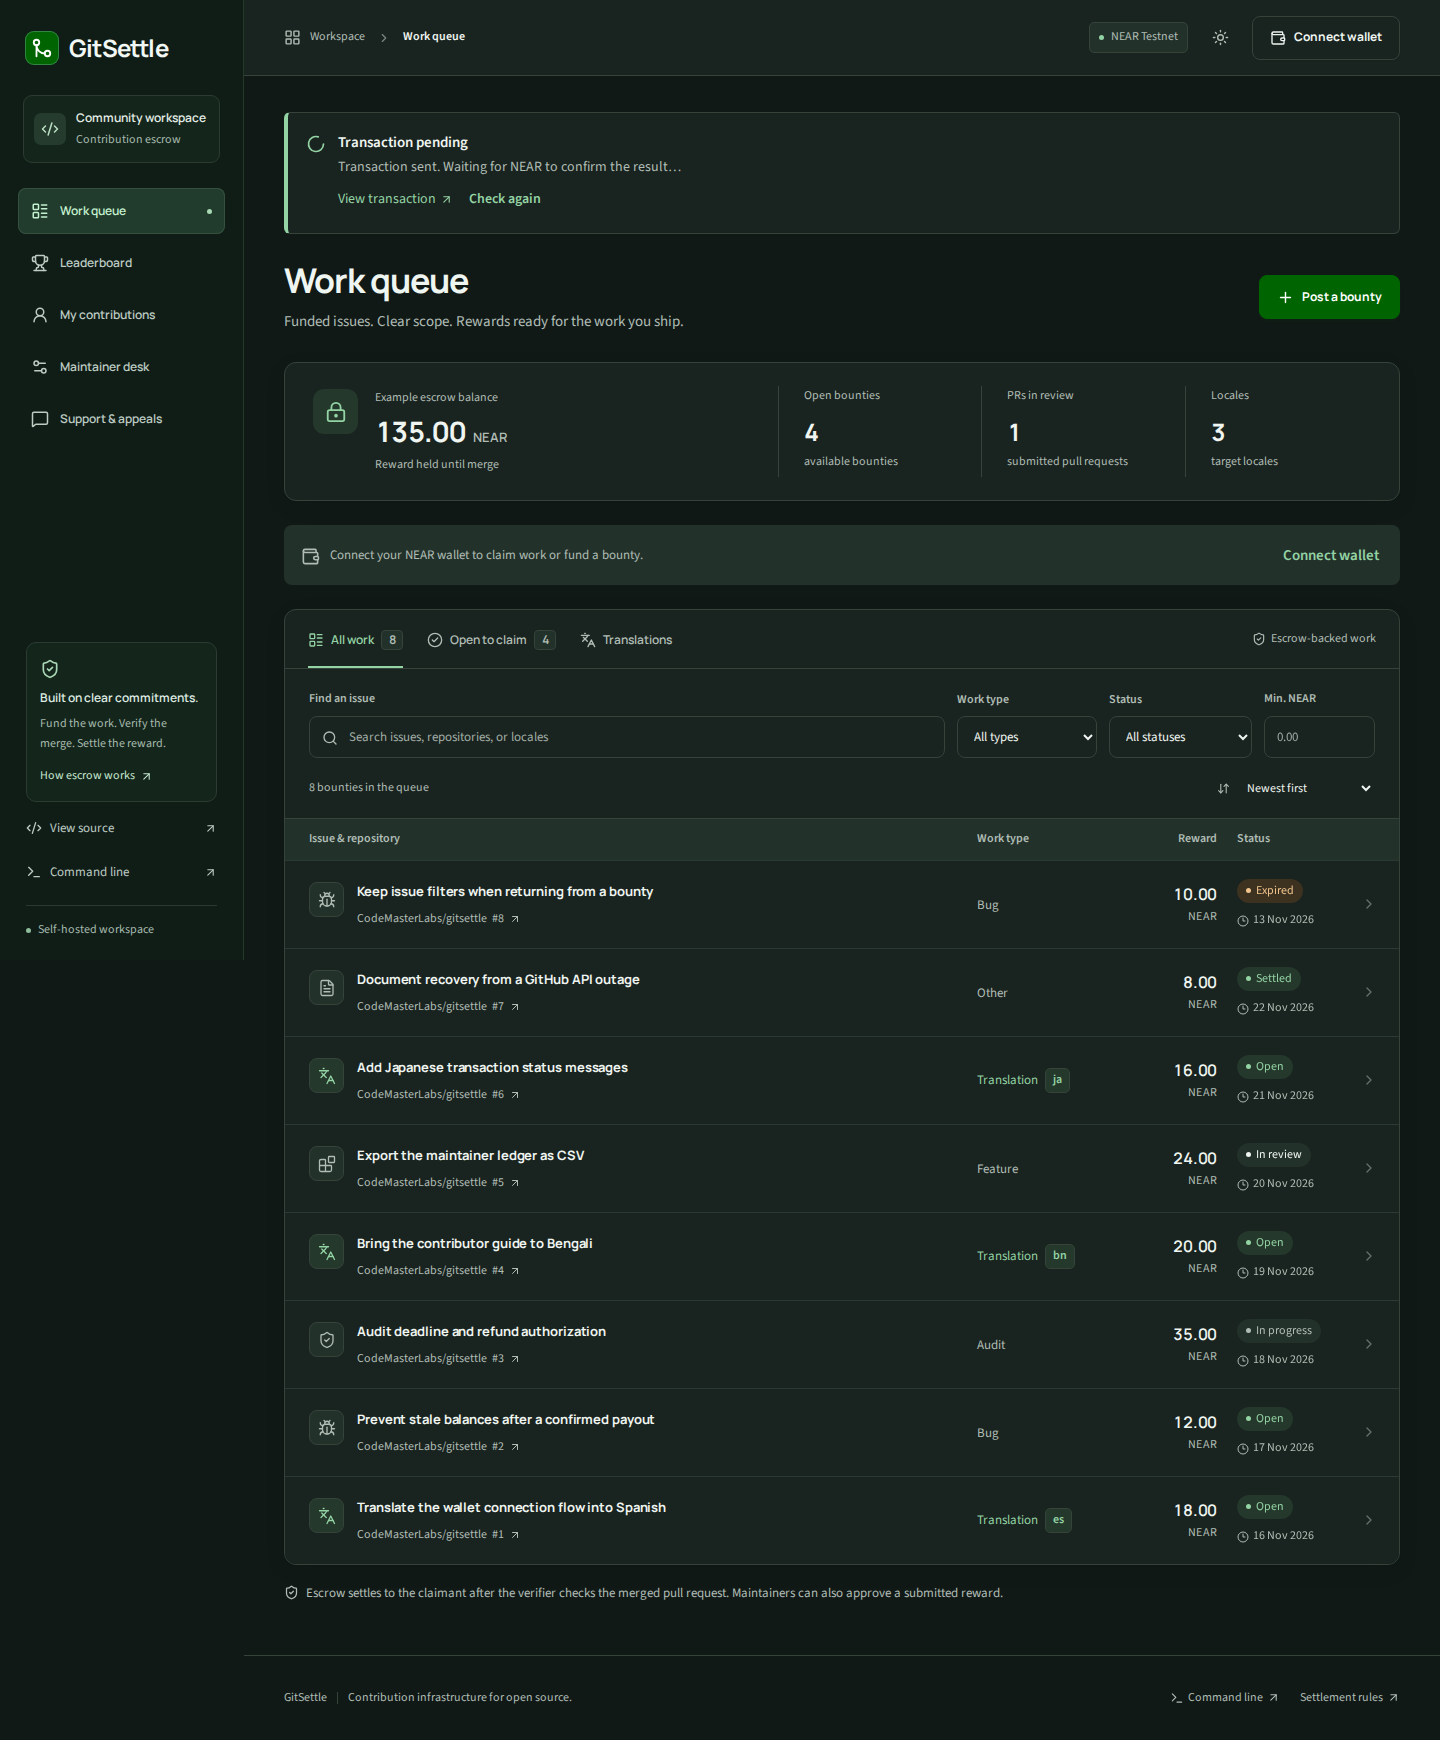 GitSettle
Community workspace
Contribution escrow
Work queue
Leaderboard
My contributions
Maintainer desk
Support & appeals
Built on clear commitments.
Fund the work. Verify the
merge. Settle the reward.
How escrow works
View source
Command line
Self-hosted workspace
Workspace
Work queue
NEAR Testnet
Connect wallet
Transaction pending
Transaction sent. Waiting for NEAR to confirm the result…
View transaction
Check again
Work queue
Funded issues. Clear scope. Rewards ready for the work you ship.
Post a bounty
Example escrow balance
135.00 NEAR
Reward held until merge
Open bounties
4
available bounties
PRs in review
1
submitted pull requests
Locales
3
target locales
Connect your NEAR wallet to claim work or fund a bounty.
Connect wallet
All work 8
Open to claim 4
Translations
Escrow-backed work
Find an issue
Search issues, repositories, or locales
Work type
All types
Status
All statuses
Min. NEAR
0.00
8 bounties in the queue
Newest first
Issue & repository Work type Reward Status
Keep issue filters when returning from a bounty
CodeMasterLabs/gitsettle #8
Bug
10.00
NEAR
Expired
13 Nov 2026
Document recovery from a GitHub API outage
CodeMasterLabs/gitsettle #7
Other
8.00
NEAR
Settled
22 Nov 2026
Add Japanese transaction status messages
CodeMasterLabs/gitsettle #6
Translation ja
16.00
NEAR
Open
21 Nov 2026
Export the maintainer ledger as CSV
CodeMasterLabs/gitsettle #5
Feature
24.00
NEAR
In review
20 Nov 2026
Bring the contributor guide to Bengali
CodeMasterLabs/gitsettle #4
Translation bn
20.00
NEAR
Open
19 Nov 2026
Audit deadline and refund authorization
CodeMasterLabs/gitsettle #3
Audit
35.00
NEAR
In progress
18 Nov 2026
Prevent stale balances after a confirmed payout
CodeMasterLabs/gitsettle #2
Bug
12.00
NEAR
Open
17 Nov 2026
Translate the wallet connection flow into Spanish
CodeMasterLabs/gitsettle #1
Translation es
18.00
NEAR
Open
16 Nov 2026
Escrow settles to the claimant after the verifier checks the merged pull request. Maintainers can also approve a submitted reward.
GitSettle
Contribution infrastructure for open source.
Command line
Settlement rules